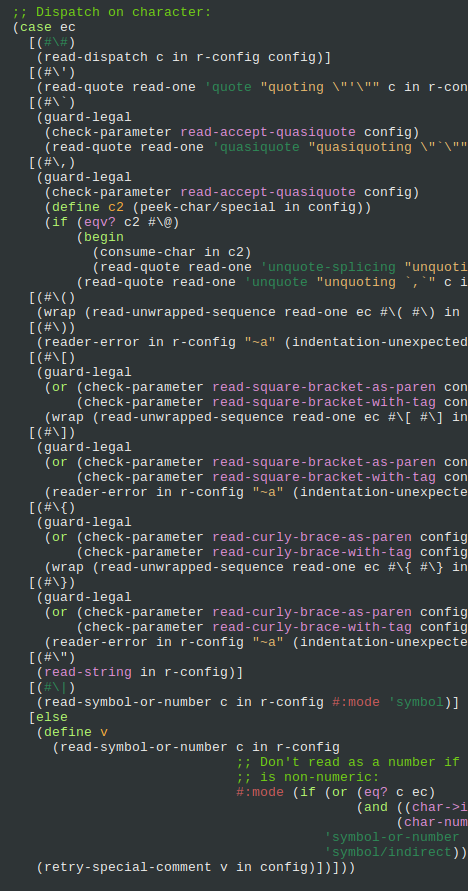 ;; Dispatch on character:
(case ec
[(#\#)
(read-dispatch c in r-config config)]
[(#\')
(read-quote read-one 'quote "quoting \"'\"" c in r-con
[(#\`)
(guard-legal
(check-parameter read-accept-quasiquote config)
(read-quote read-one 'quasiquote "quasiquoting \"`\""
[(#\,)
(guard-legal
(check-parameter read-accept-quasiquote config)
(define c2 (peek-char/special in config))
(if (eqv? c2 #\@)
(begin
(consume-char in c2)
(read-quote read-one 'unquote-splicing "unquoti
(read-quote read-one 'unquote "unquoting `,`" c i
[(#\()
(wrap (read-unwrapped-sequence read-one ec #\( #\) in
[(#\))
(reader-error in r-config "~a" (indentation-unexpected
[(#\[)
(guard-legal
(or (check-parameter read-square-bracket-as-paren con
(check-parameter read-square-bracket-with-tag con
(wrap (read-unwrapped-sequence read-one ec #\[ #\] in
[(#\])
(guard-legal
(or (check-parameter read-square-bracket-as-paren con
(check-parameter read-square-bracket-with-tag con
(reader-error in r-config "~a" (indentation-unexpecte
[(#\{)
(guard-legal
(or (check-parameter read-curly-brace-as-paren config
(check-parameter read-curly-brace-with-tag config
(wrap (read-unwrapped-sequence read-one ec #\{ #\} in
[(#\})
(guard-legal
(or (check-parameter read-curly-brace-as-paren config
(check-parameter read-curly-brace-with-tag config
(reader-error in r-config "~a" (indentation-unexpecte
[(#\")
(read-string in r-config)]
[(#\|)
(read-symbol-or-number c in r-config #:mode 'symbol)]
[else
(define v
(read-symbol-or-number c in r-config
;; Don't read as a number if
;; is non-numeric:
#:mode (if (or (eq? c ec)
(and ((char->i
(char-num
'symbol-or-number
'symbol/indirect))
(retry-special-comment v in config)])]))